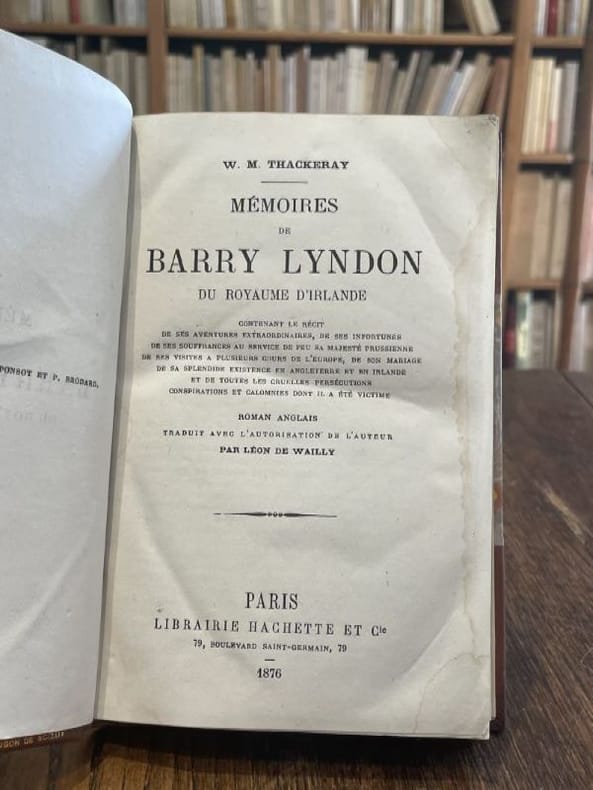 W. M. THACKERAY
MÉMOIRES
DE
BARRY LYNDON
DU ROYAUME D'IRLANDE
CONTENANT LE RÉCIT
DE SES AVENTURES EXTRAORDINAIRES, DE SES INFORTUNES
DE SES SOUFFRANCES AU SERVICE DE FEU SA MAJESTÉ PRUSSIENNE
DE SES VISITES A PLUSIEURS COURS DE L'EUROPE, DE SON MARIAGE
DE SA SPLENDIDE EXISTENCE EN ANGLETERRE ET EN IRLANDE
ET DE TOUTES LES CRUELLES PERSÉCUTIONS
CONSPIRATIONS ET CALOMNIES DONT IL A ÉTÉ VICTIME
ROMAN ANGLAIS
TRADUIT AVEC L'AUTORISATION DE L'AUTEUR
PAR LÉON DE WAILLY
PARIS
LIBRAIRIE HACHETTE ET Cie
79, BOULEVARD SAINT-GERMAIN, 79
1876
PONSOT ET P. BRODARD.